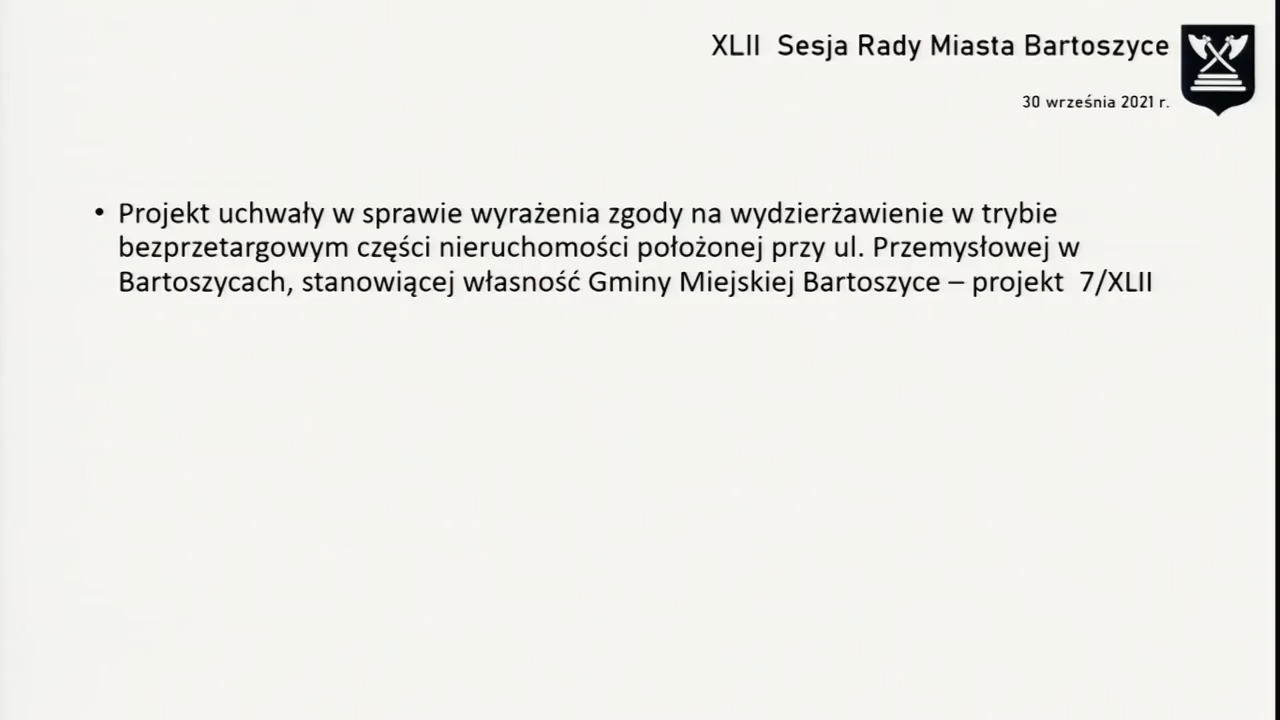 XLII Sesja Rady Miasta Bartoszyce
30 września 2021 r.
• Projekt uchwały w sprawie wyrażenia zgody na wydzierżawienie w trybie
bezprzetargowym części nieruchomości położonej przy ul. Przemysłowej w
Bartoszycach, stanowiącej własność Gminy Miejskiej Bartoszyce – projekt 7/XLII